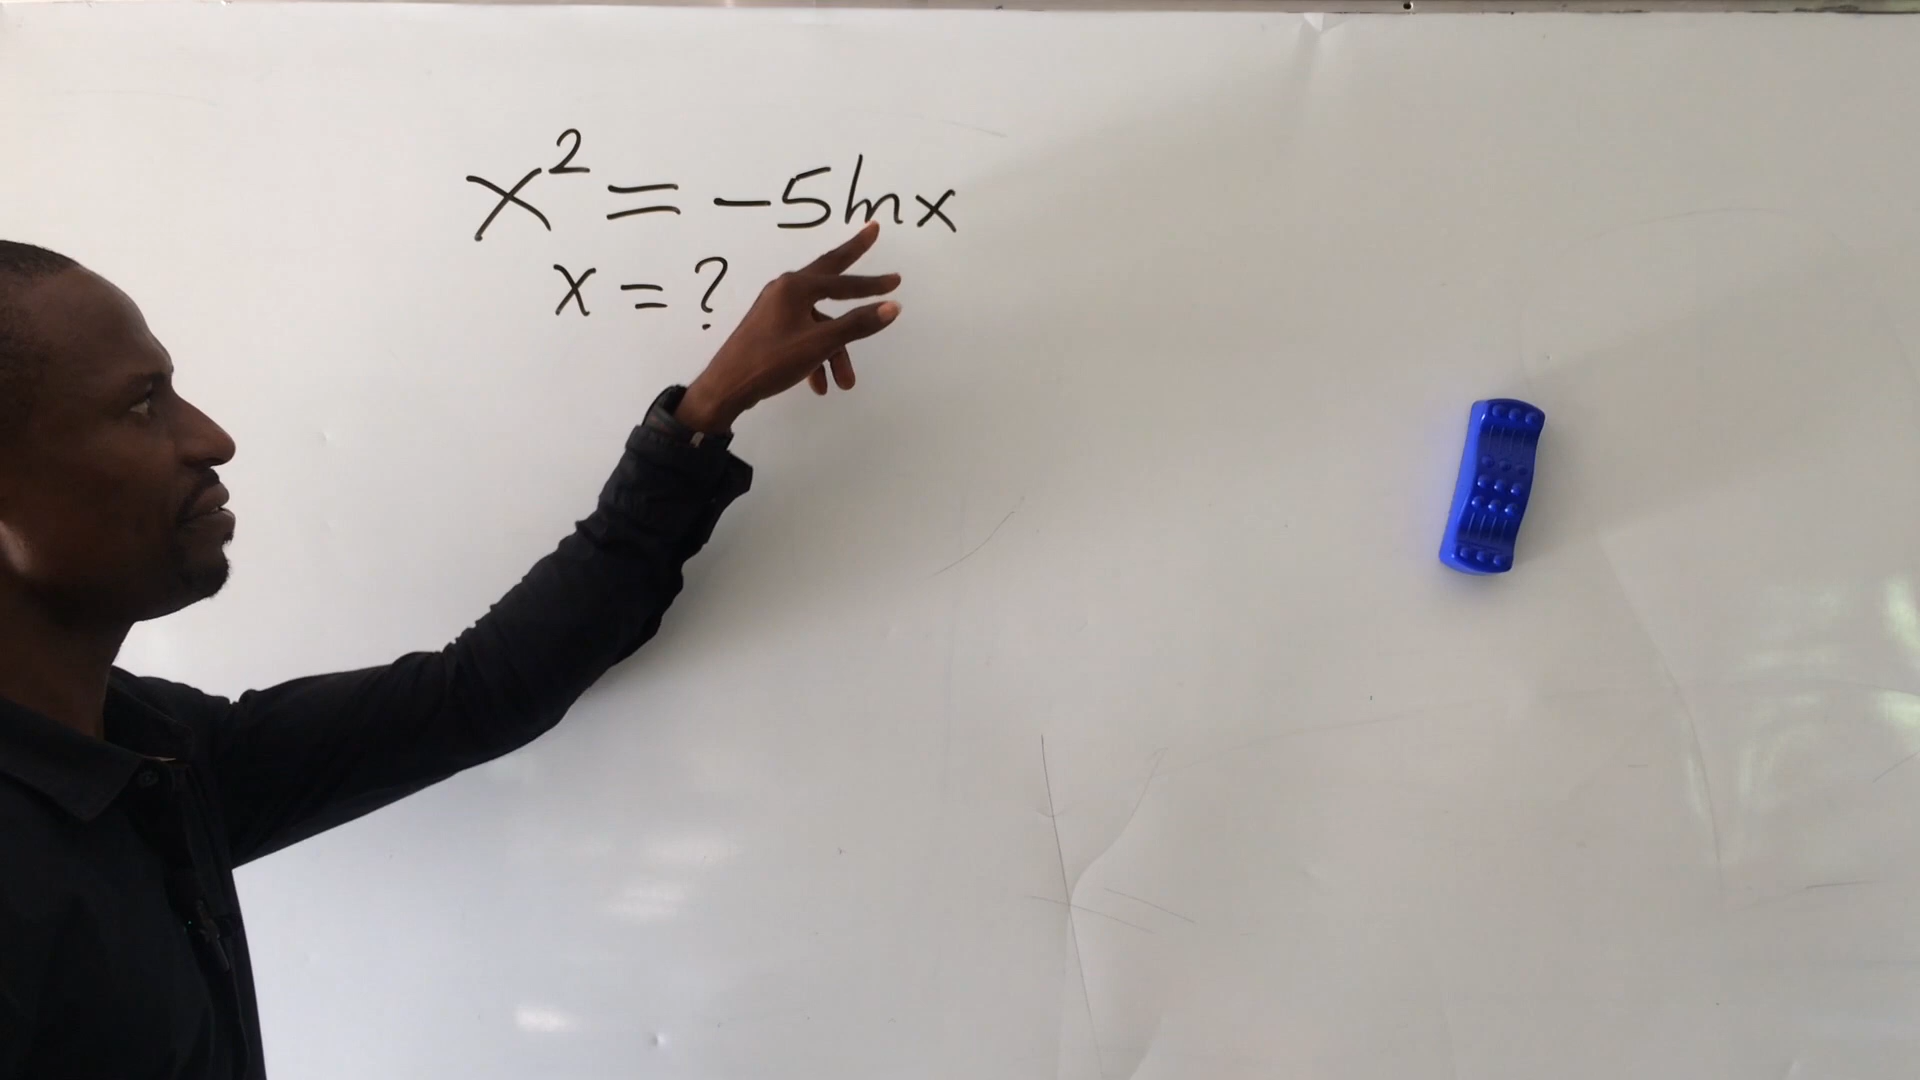 x² = -5lnx
x = ?